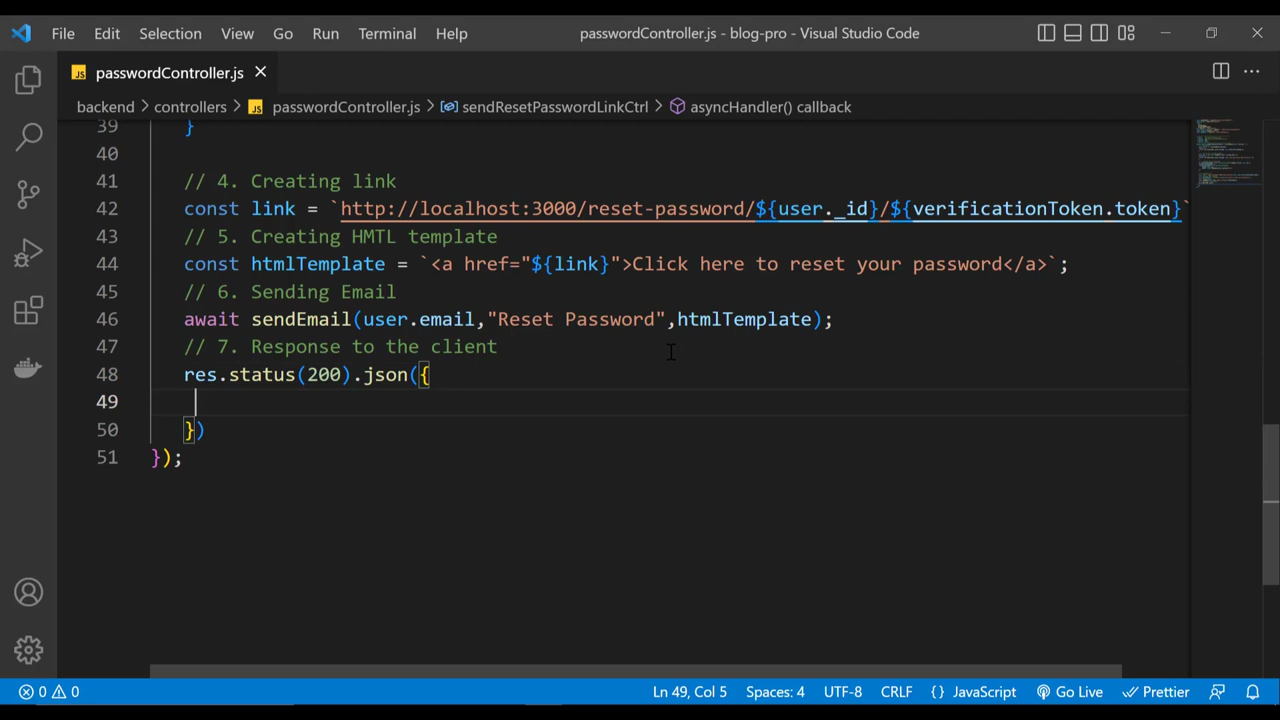 File Edit Selection View Go Run Terminal Help passwordController.js - blog-pro - Visual Studio Code
JS passwordController.js
backend > controllers > JS passwordController.js > sendResetPasswordLinkCtrl > asyncHandler() callback
39 }
40
41 // 4. Creating link
42 const link = `http://localhost:3000/reset-password/${user._id}/${verificationToken.token}`
43 // 5. Creating HMTL template
44 const htmlTemplate = `<a href="${link}">Click here to reset your password</a>`;
45 // 6. Sending Email
46 await sendEmail(user.email,"Reset Password",htmlTemplate);
47 // 7. Response to the client
48 res.status(200).json({
49
50 })
51 });
0 0 Ln 49, Col 5 Spaces: 4 UTF-8 CRLF {} JavaScript Go Live Prettier